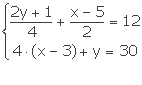 { (2y + 1)/4 + (x − 5)/2 = 12
4·(x − 3) + y = 30